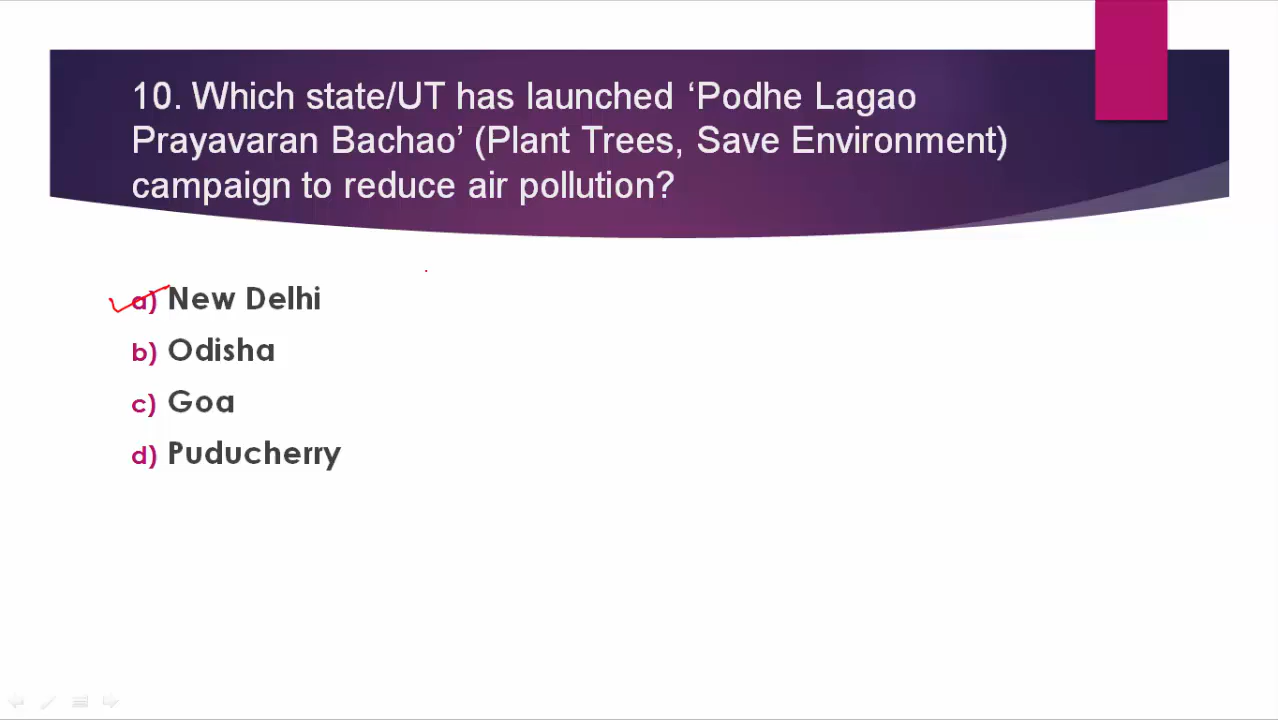 10. Which state/UT has launched ‘Podhe Lagao
Prayavaran Bachao’ (Plant Trees, Save Environment)
campaign to reduce air pollution?
a) New Delhi
b) Odisha
c) Goa
d) Puducherry